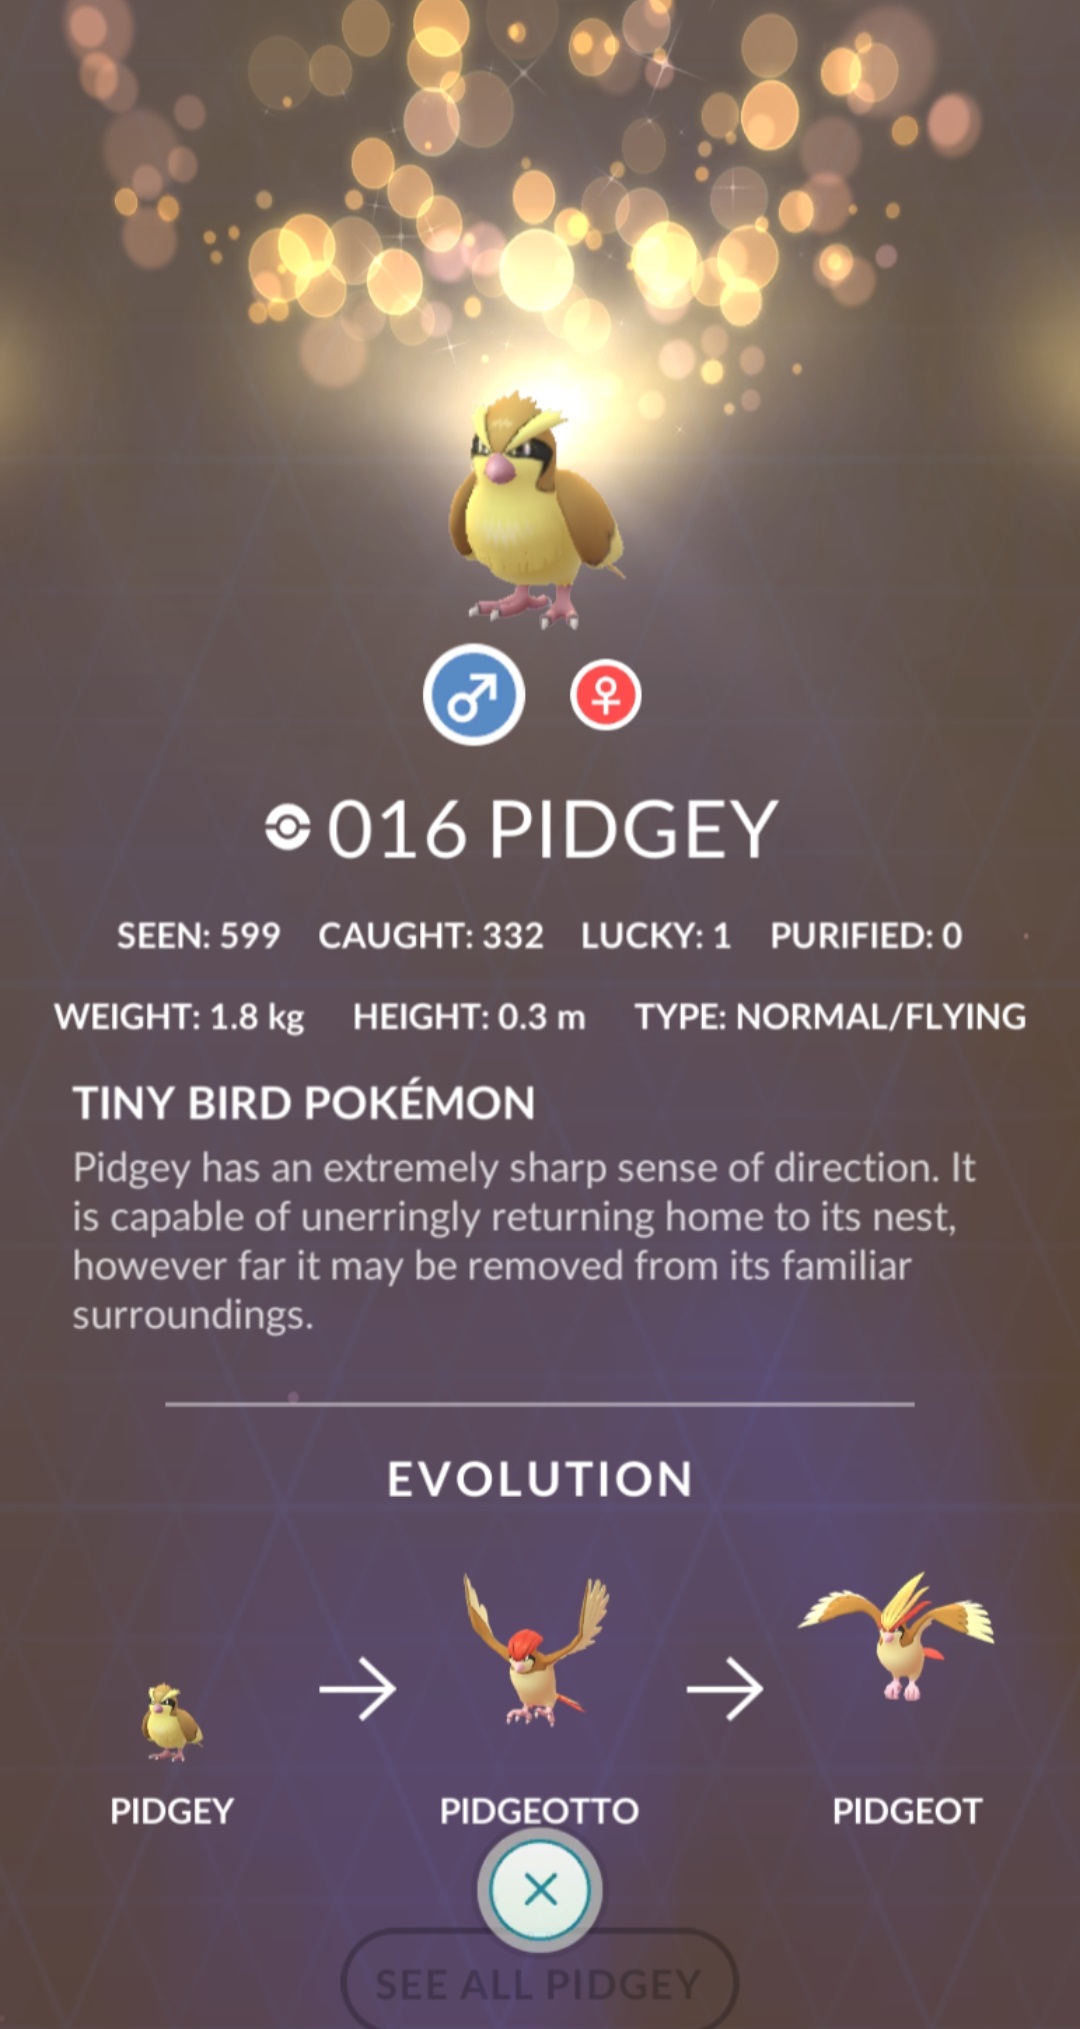 016 PIDGEY
SEEN: 599 CAUGHT: 332 LUCKY: 1 PURIFIED: 0
WEIGHT: 1.8 kg HEIGHT: 0.3 m TYPE: NORMAL/FLYING
TINY BIRD POKÉMON
Pidgey has an extremely sharp sense of direction. It
is capable of unerringly returning home to its nest,
however far it may be removed from its familiar
surroundings.
EVOLUTION
PIDGEY PIDGEOTTO PIDGEOT
SEE ALL PIDGEY